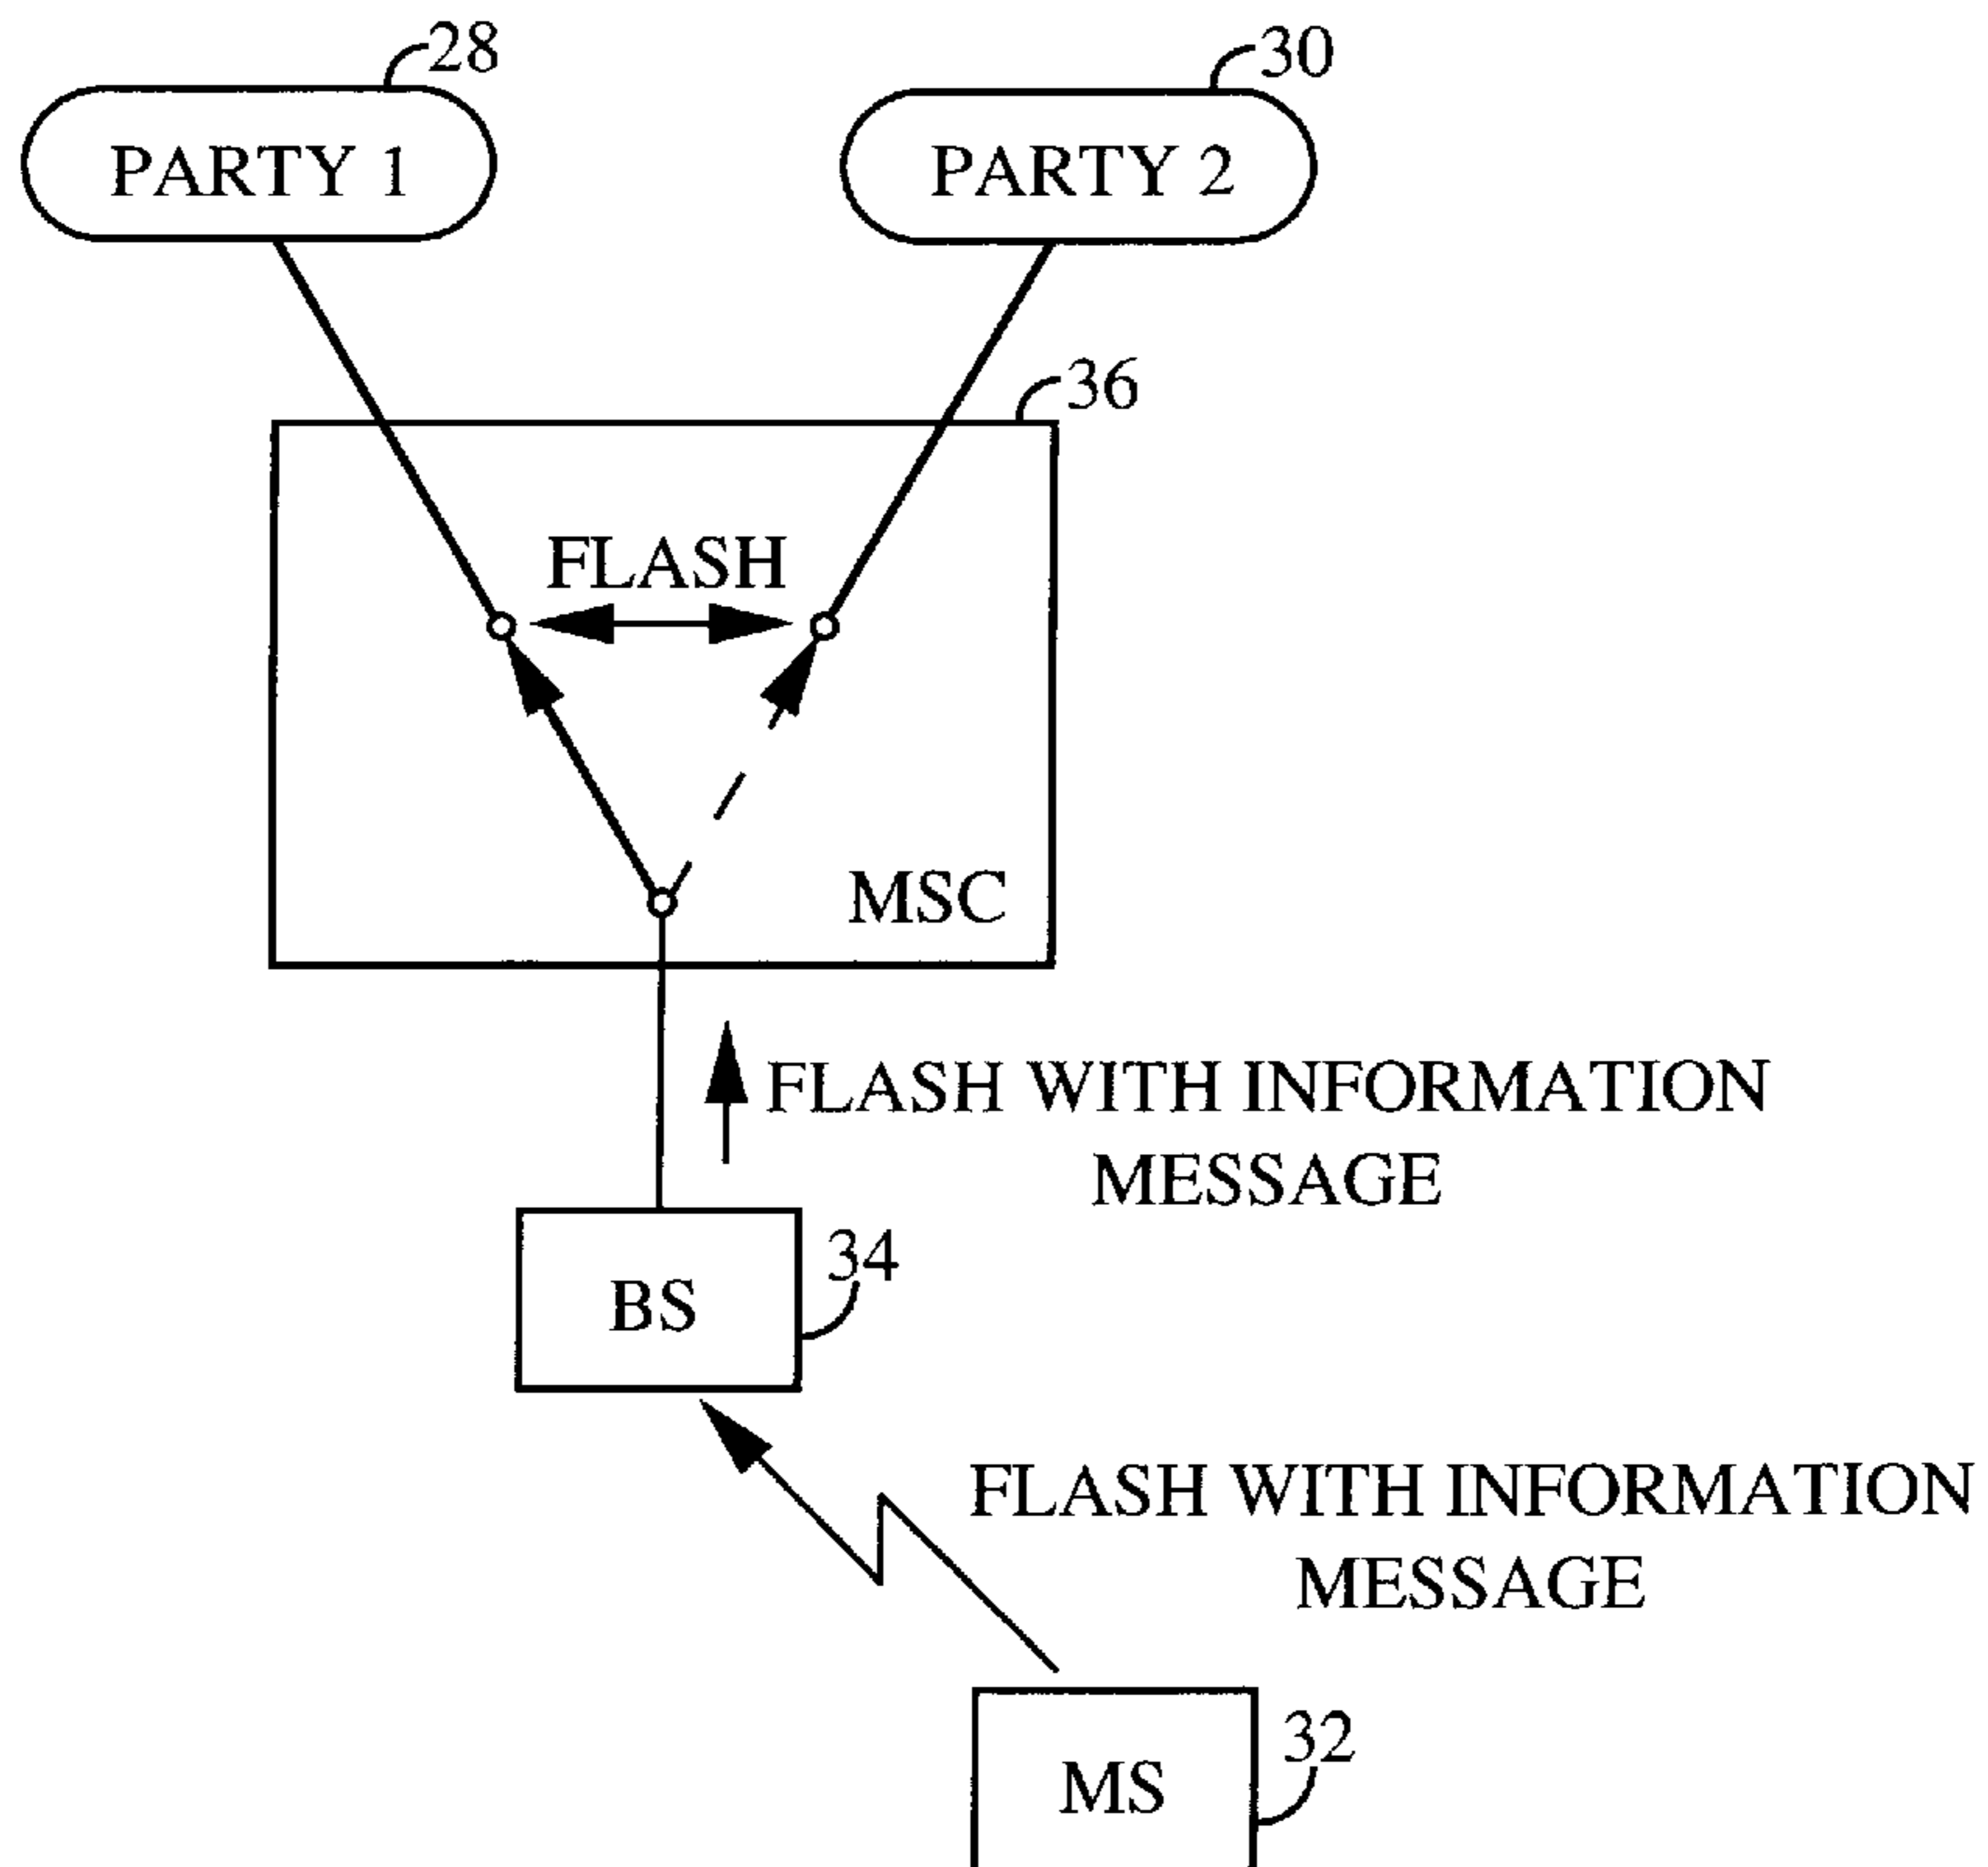 28
30
PARTY 1
PARTY 2
36
FLASH
MSC
FLASH WITH INFORMATION
MESSAGE
34
BS
FLASH WITH INFORMATION
MESSAGE
32
MS